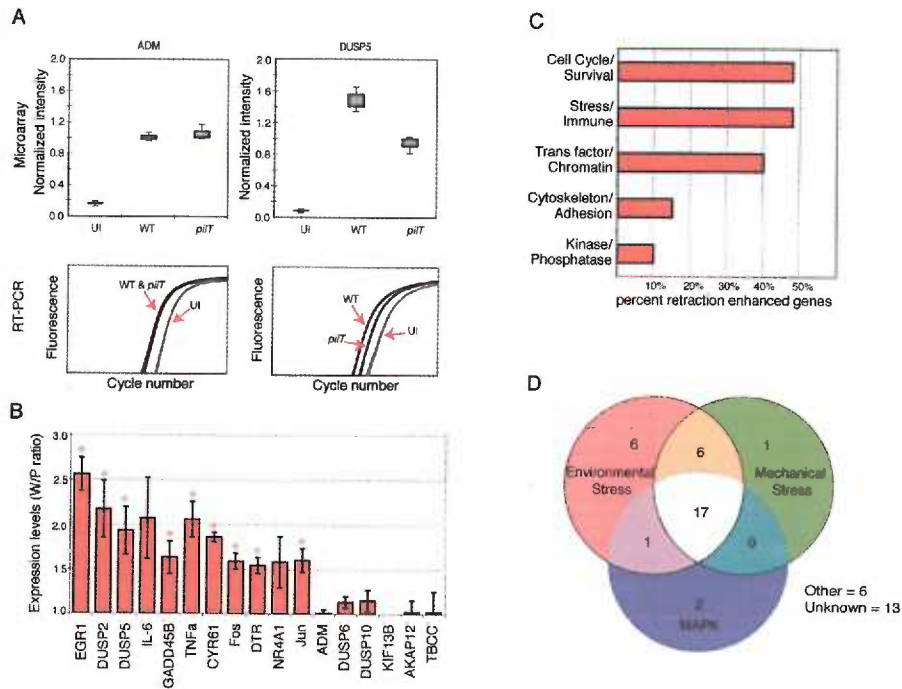 A
ADM
DUSP5
Microarray
Normalized intensity
2.0
1.6
1.2
0.8
0.4
0.0
UI
WT
pilT
Normalized intensity
2.0
1.6
1.2
0.8
0.4
0
UI
WT
pilT
RT-PCR
Fluorescence
WT & pilT
UI
Cycle number
Fluorescence
WT
pilT
UI
Cycle number
B
Expression levels (W/P ratio)
3.0
2.5
2.0
1.5
1.0
EGR1
DUSP2
DUSP5
IL-6
GADD45B
TNFa
CYR61
Fos
DTR
NR4A1
Jun
ADM
DUSP6
DUSP10
KIF13B
AKAP12
TBCC
C
Cell Cycle/
Survival
Stress/
Immune
Trans factor/
Chromatin
Cytoskeleton/
Adhesion
Kinase/
Phosphatase
10% 20% 30% 40% 50%
percent retraction enhanced genes
D
6
6
1
Environmental
Stress
Mechanical
Stress
17
1
0
2
MAPK
Other = 6
Unknown = 13